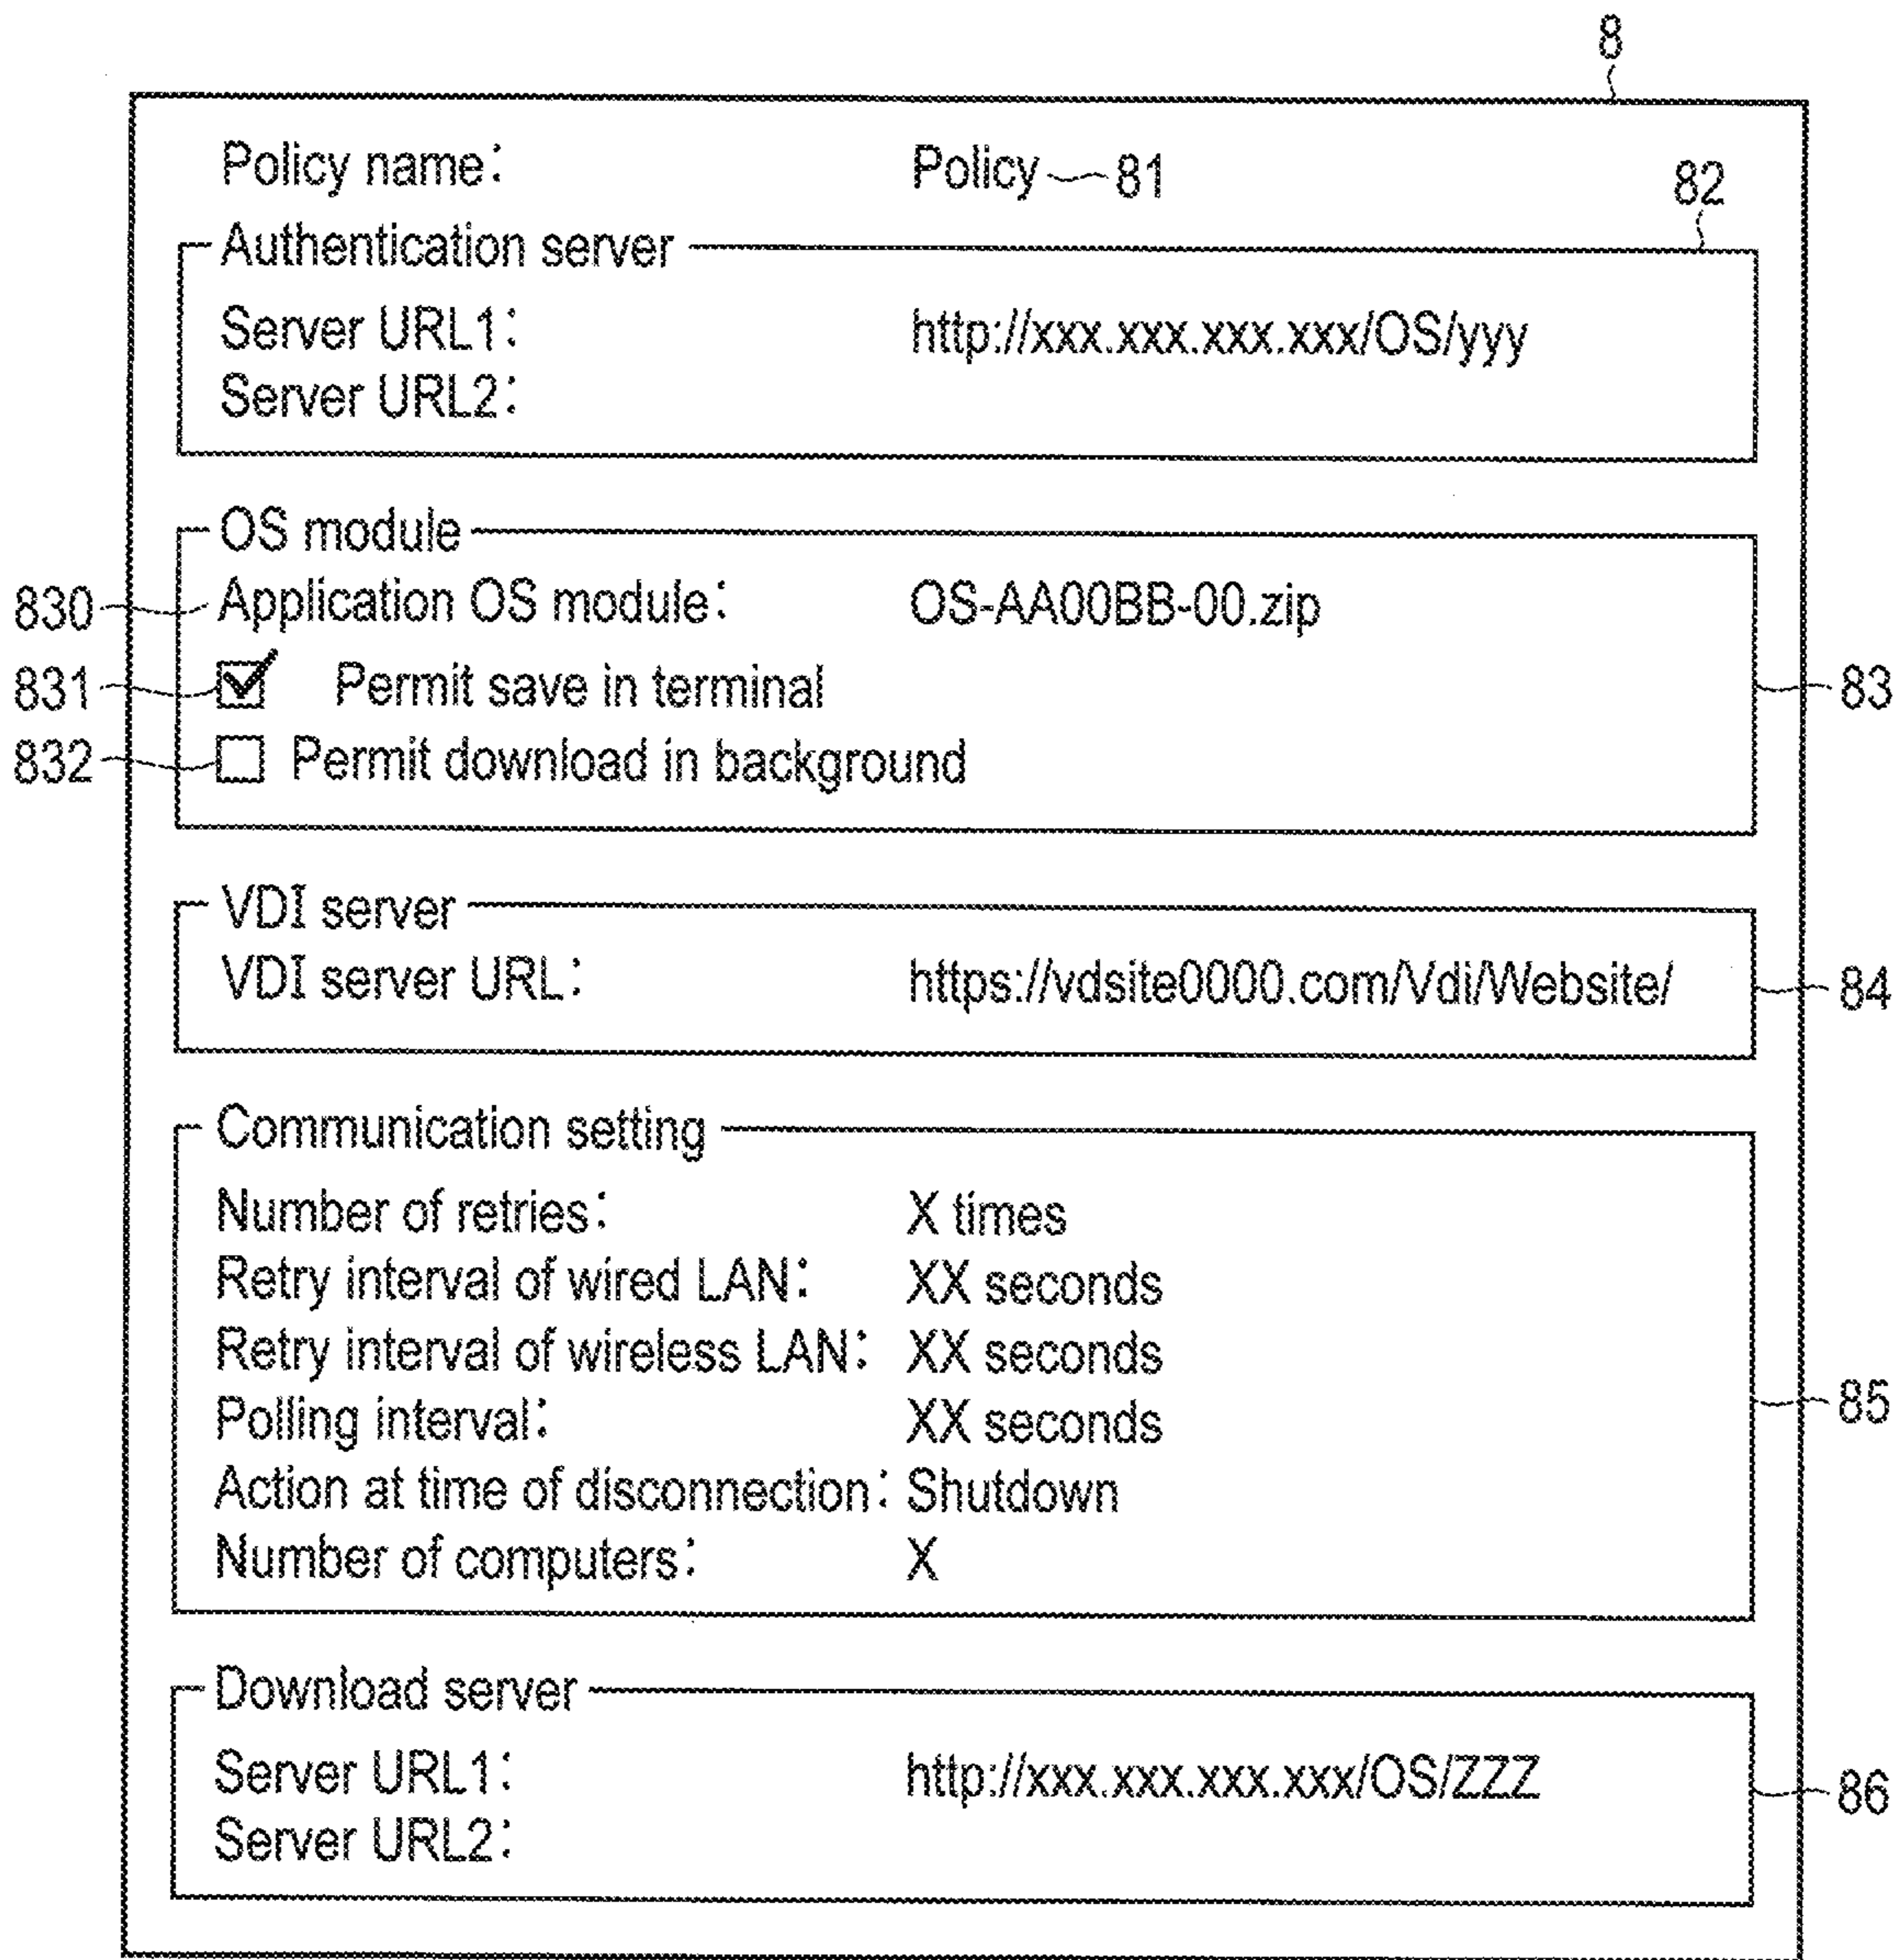 8
Policy name: Policy 81
82
Authentication server
Server URL1: http://xxx.xxx.xxx.xxx/OS/yyy
Server URL2:
OS module
830 Application OS module: OS-AA00BB-00.zip
831 Permit save in terminal 83
832 Permit download in background
VDI server
VDI server URL: https://vdsite0000.com/Vdi/Website/ 84
Communication setting
Number of retries: X times
Retry interval of wired LAN: XX seconds
Retry interval of wireless LAN: XX seconds
Polling interval: XX seconds 85
Action at time of disconnection: Shutdown
Number of computers: X
Download server
Server URL1: http://xxx.xxx.xxx.xxx/OS/ZZZ 86
Server URL2: